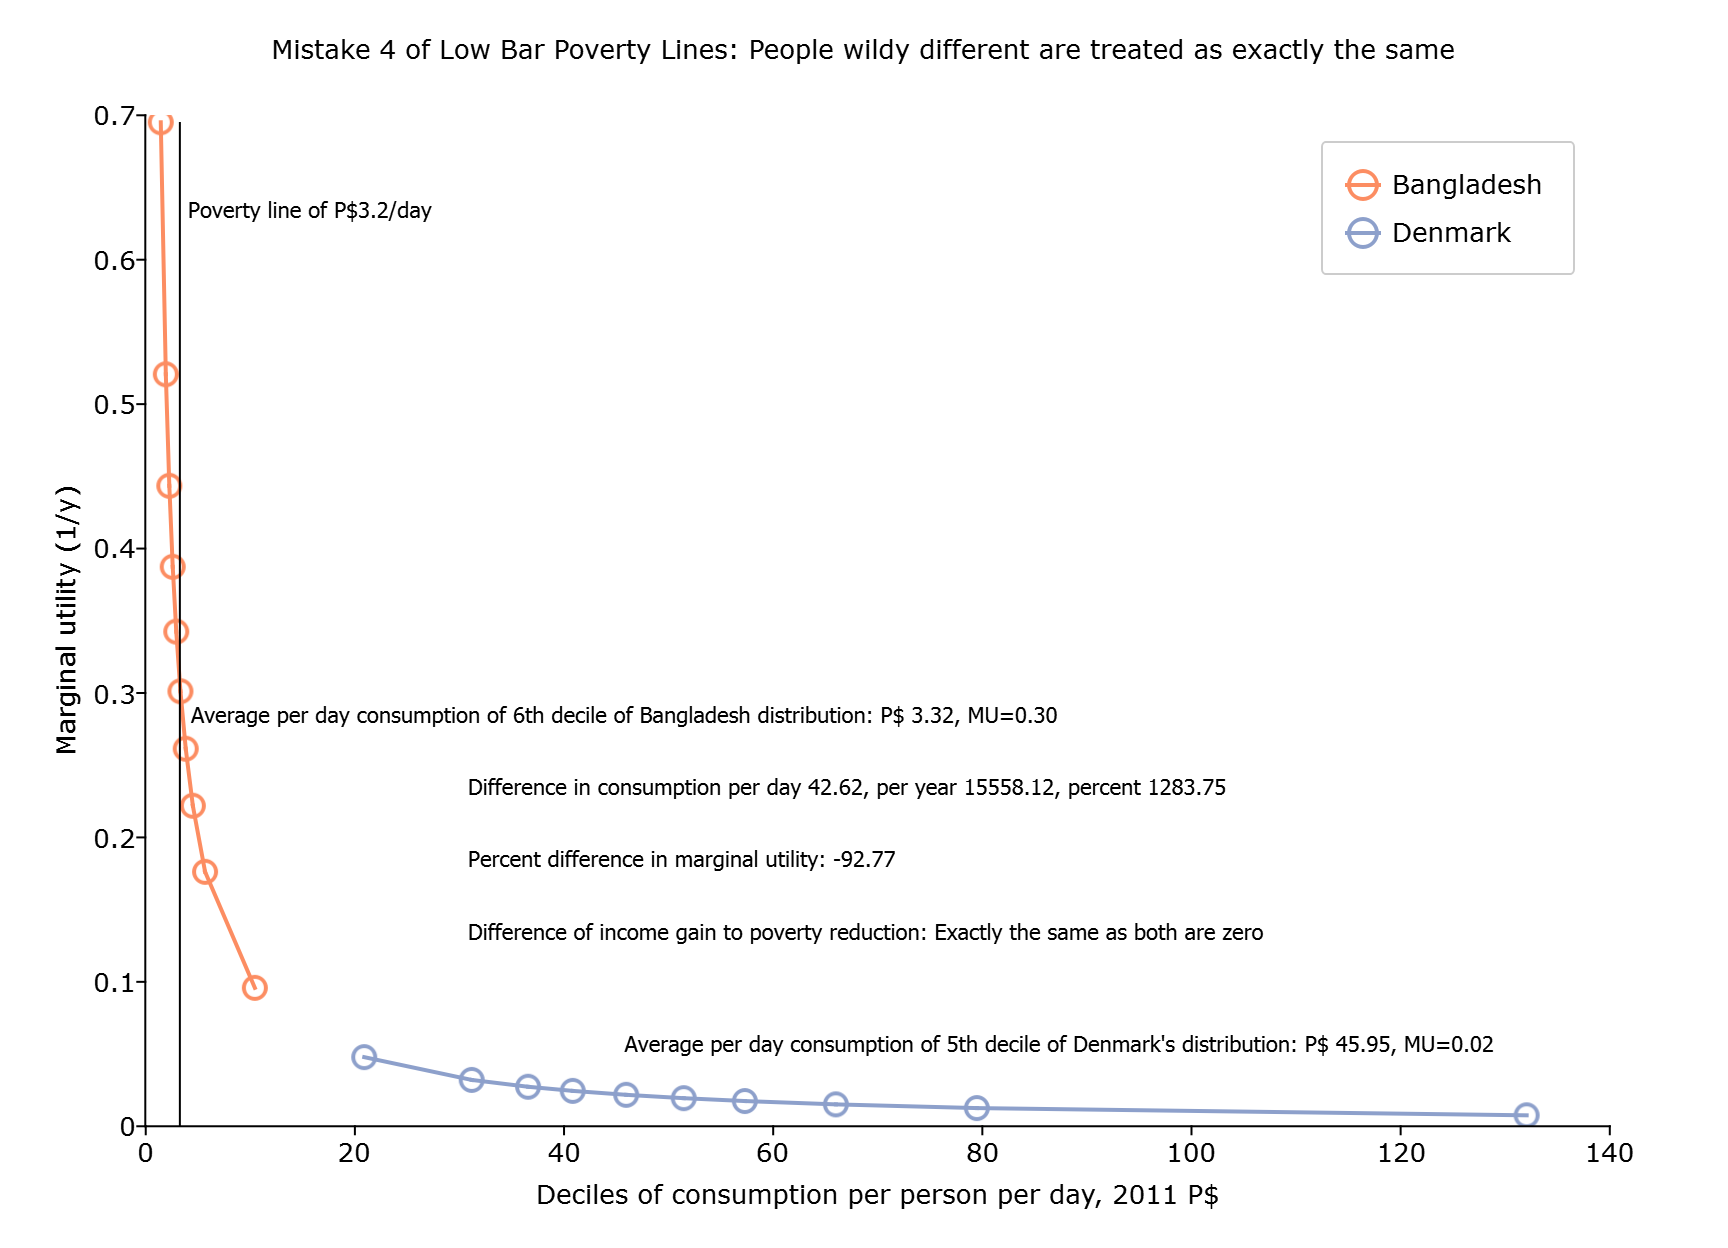 Mistake 4 of Low Bar Poverty Lines: People wildy different are treated as exactly the same
0.7
0.6
0.5
0.4
0.3
0.2
0.1
0
Marginal utility (1/y)
Bangladesh
Denmark
Poverty line of P$3.2/day
Average per day consumption of 6th decile of Bangladesh distribution: P$ 3.32, MU=0.30
Difference in consumption per day 42.62, per year 15558.12, percent 1283.75
Percent difference in marginal utility: -92.77
Difference of income gain to poverty reduction: Exactly the same as both are zero
Average per day consumption of 5th decile of Denmark's distribution: P$ 45.95, MU=0.02
0 20 40 60 80 100 120 140
Deciles of consumption per person per day, 2011 P$